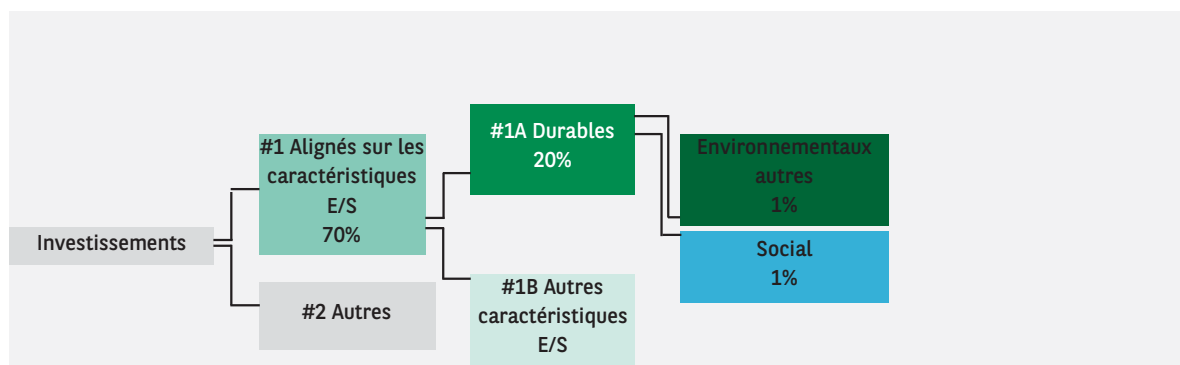 Investissements
#1 Alignés sur les
caractéristiques
E/S
70%
#2 Autres
#1A Durables
20%
#1B Autres
caractéristiques
E/S
Environnementaux
autres
1%
Social
1%